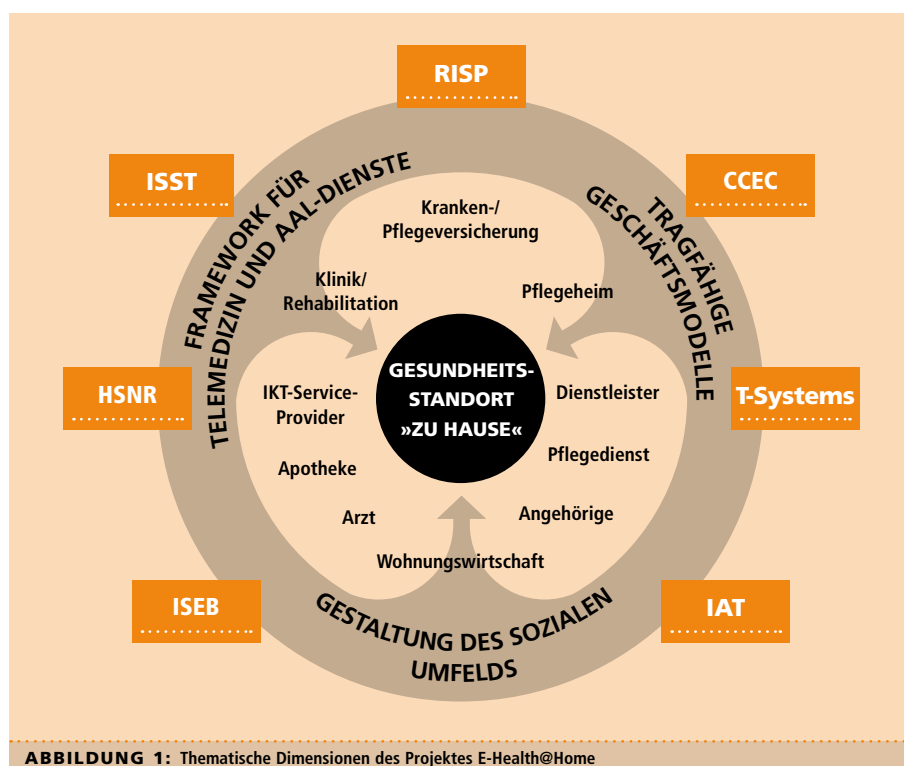 RISP
ISST
CCEC
FRAMEWORK FÜR
TELEMEDIZIN UND AAL-DIENSTE
TRAGFÄHIGE
GESCHÄFTSMODELLE
Kranken-/
Pflegeversicherung
Klinik/
Rehabilitation
Pflegeheim
HSNR
T-Systems
GESUNDHEITS-
STANDORT
»ZU HAUSE«
IKT-Service-
Provider
Dienstleister
Apotheke
Pflegedienst
Arzt
Angehörige
Wohnungswirtschaft
ISEB
IAT
GESTALTUNG DES SOZIALEN
UMFELDS
ABBILDUNG 1: Thematische Dimensionen des Projektes E-Health@Home